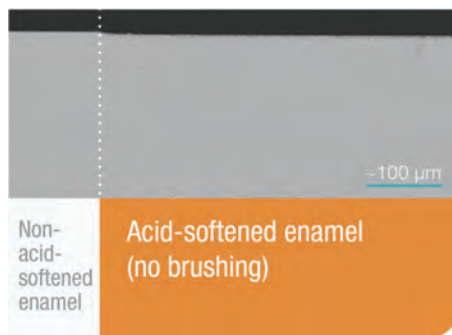 ~100 µm
Non-
acid-
softened
enamel
Acid-softened enamel
(no brushing)